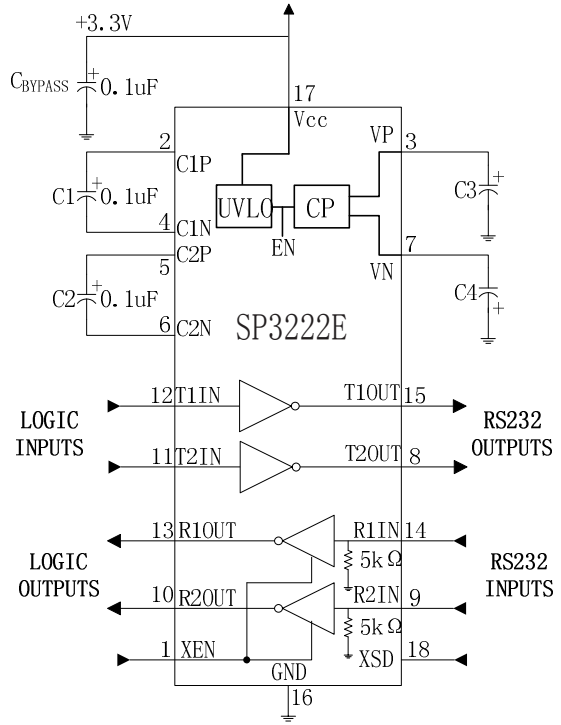 +3.3V
CBYPASS
+
0.1uF
17
Vcc
2
C1P
VP
3
C1
+
0.1uF
UVLO
CP
C3
+
4
C1N
EN
C2P
5
7
VN
C2
+
0.1uF
C4
+
6
C2N
SP3222E
12
T1IN
T1OUT
15
LOGIC
INPUTS
RS232
OUTPUTS
11
T2IN
T2OUT
8
13
R1OUT
R1IN
14
5kΩ
LOGIC
OUTPUTS
RS232
INPUTS
10
R2OUT
R2IN
9
5kΩ
1
XEN
XSD
18
GND
16